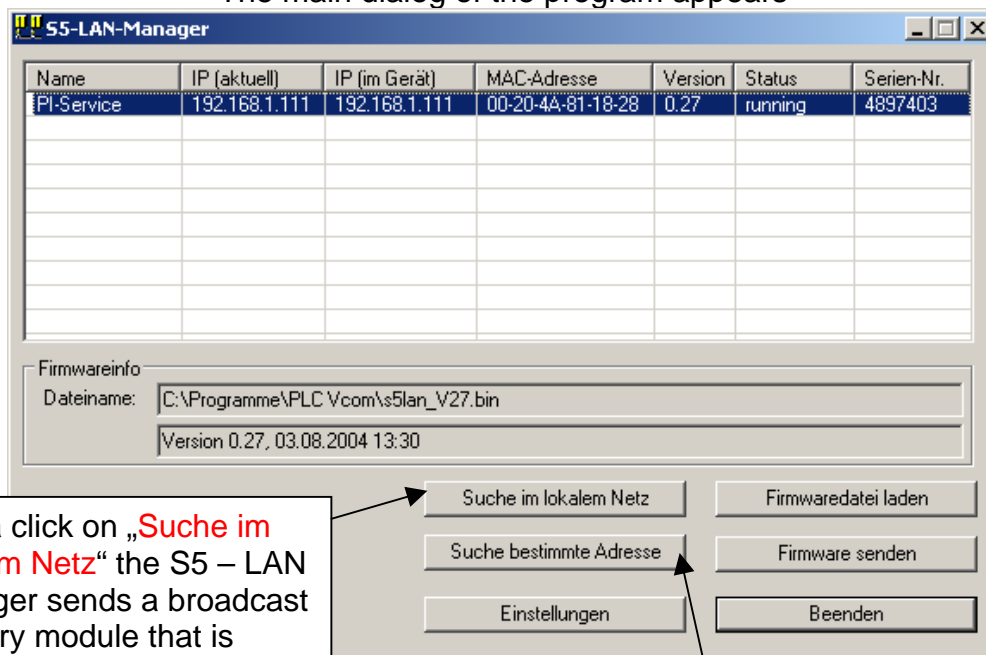 The main dialog of the program appears
S5-LAN-Manager
Name IP (aktuell) IP (im Gerät) MAC-Adresse Version Status Serien-Nr.
PI-Service 192.168.1.111 192.168.1.111 00-20-4A-81-18-28 0.27 running 4897403
Firmwareinfo
Dateiname: C:\Programme\PLC Vcom\s5lan_V27.bin
Version 0.27, 03.08.2004 13:30
Suche im lokalem Netz Firmwaredatei laden
Suche bestimmte Adresse Firmware senden
Einstellungen Beenden
click on „Suche im
Netz“ the S5 – LAN
sends a broadcast
module that is